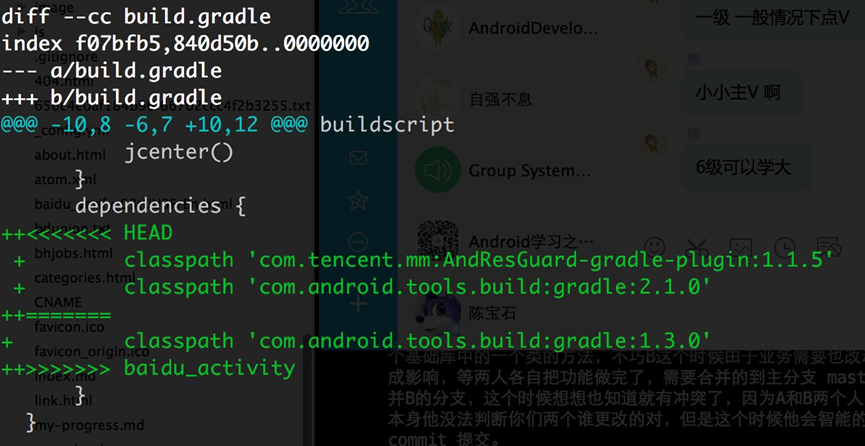 diff --cc build.gradle
index f07bfb5,840d50b..0000000
--- a/build.gradle
+++ b/build.gradle
@@@ -10,8 -6,7 +10,12 @@@ buildscript
jcenter()
}
dependencies {
++<<<<<<< HEAD
+ classpath 'com.tencent.mm:AndResGuard-gradle-plugin:1.1.5'
+ classpath 'com.android.tools.build:gradle:2.1.0'
++=======
+ classpath 'com.android.tools.build:gradle:1.3.0'
++>>>>>>> baidu_activity
}
}
image
js
.gitignore
404.html
about.html
atom.xml
bhjobs.html
categories.html
CNAME
favicon.ico
favicon_origin.ico
index.md
link.html
my-progress.md
AndroidDevelo...
自强不息
Group System...
Android学习之...
陈宝石
一级 一般情况下点V
熊
小小主V 啊
熊
6级可以学大
个基础库中的一个类的方法，不巧B这个时候由于业务需要也改
成影响，等两人各自把功能做完了，需要合并的到主分支 mast
并B的分支，这个时候想想也知道就有冲突了，因为A和B两个人
本身他没法判断你们两个谁更改的对，但是这个时候他会智能的
commit 提交。